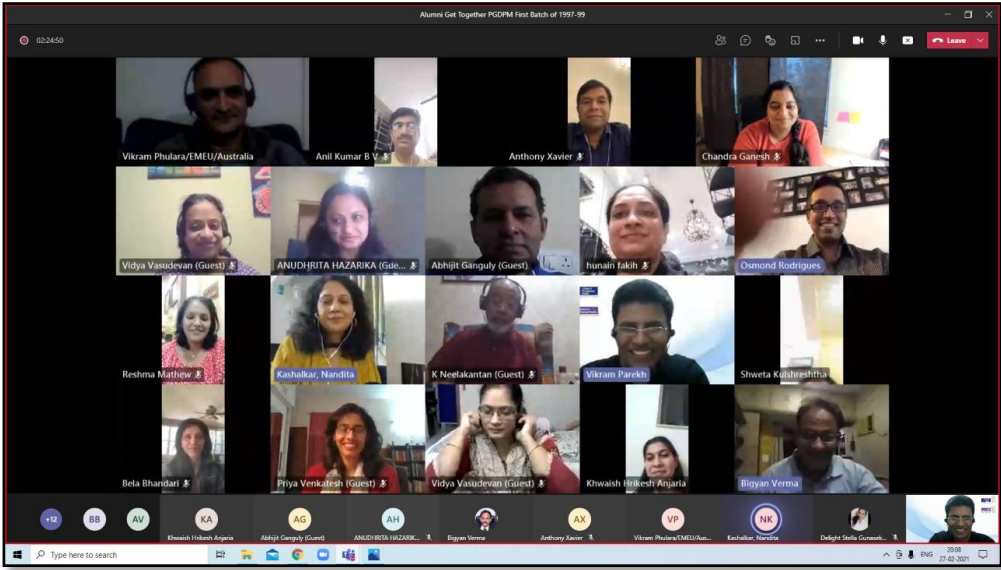 Alumni Get Together PGDPM First Batch of 1997-99
02:24:50
Leave
Vikram Phulara/EMEU/Australia
Anil Kumar B V
Anthony Xavier
Chandra Ganesh
Vidya Vasudevan (Guest)
ANUDHRITA HAZARIKA (Gue...
Abhijit Ganguly (Guest)
hunain fakih
Osmond Rodrigues
Reshma Mathew
Kashalkar, Nandita
K Neelakantan (Guest)
Vikram Parekh
Shweta Kulshreshtha
Bela Bhandari
Priya Venkatesh (Guest)
Vidya Vasudevan (Guest)
Khwaish Hrikesh Anjaria
Bigyan Verma
+12
BB
AV
KA
Khwaish Hrikesh Anjaria
AG
Abhijit Ganguly (Guest)
AH
ANUDHRITA HAZARIK...
Bigyan Verma
AX
Anthony Xavier
VP
Vikram Phulara/EMEU/Aus...
NK
Kashalkar, Nandita
Delight Stella Gunasek...
Type here to search
ENG
20:08
27-02-2021